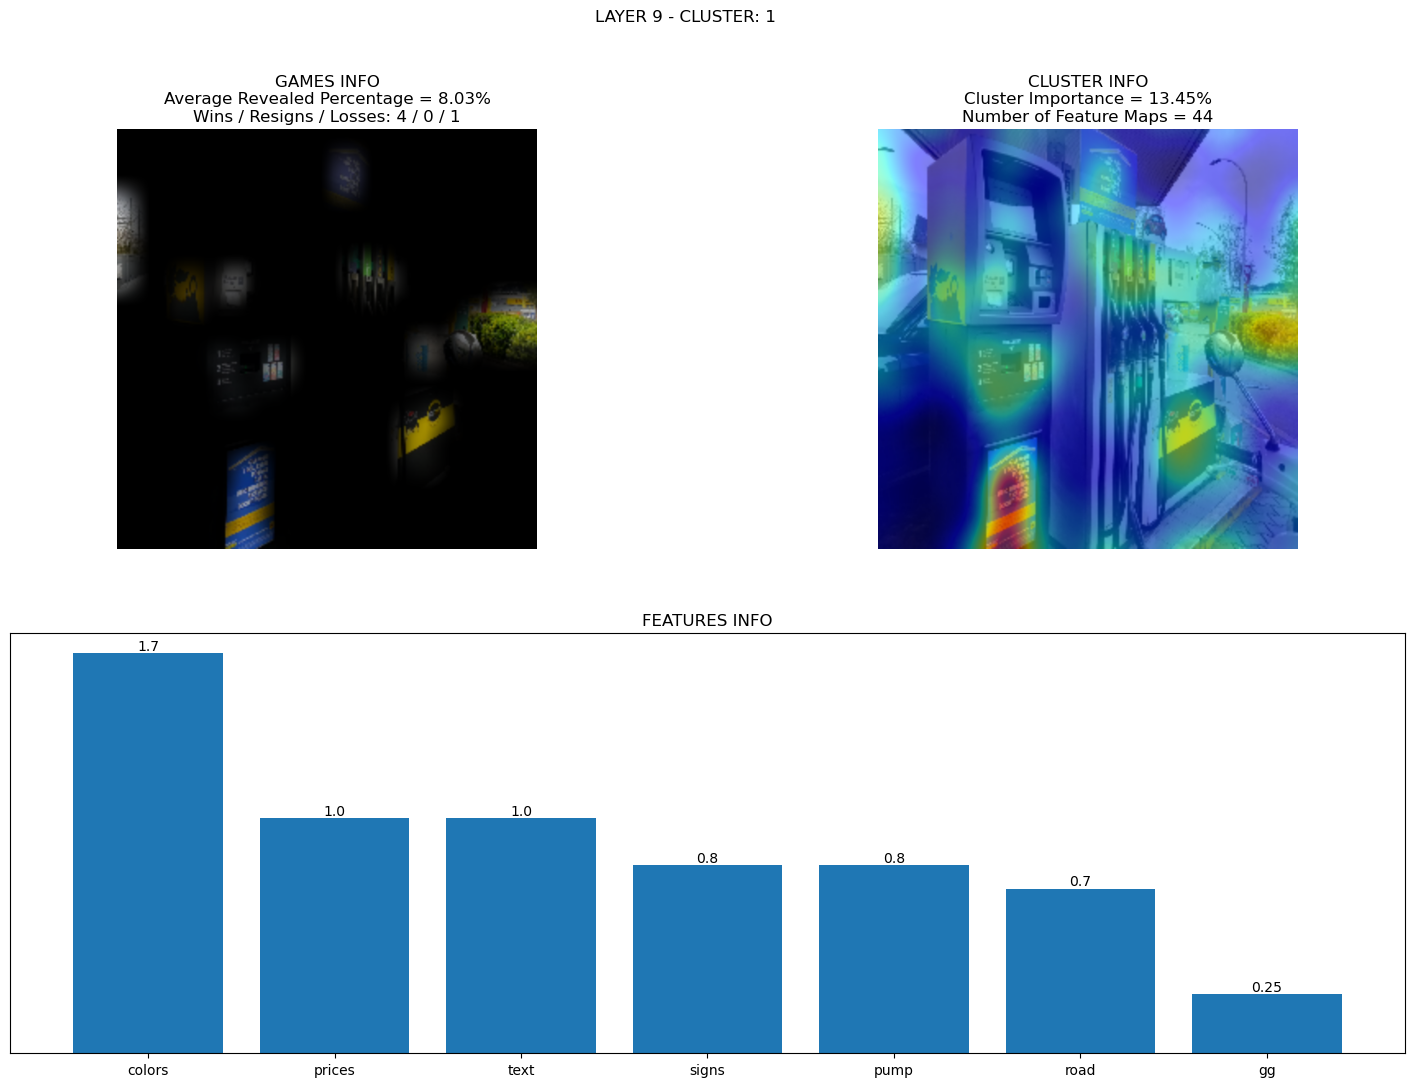 LAYER 9 - CLUSTER: 1
GAMES INFO
Average Revealed Percentage = 8.03%
Wins / Resigns / Losses: 4 / 0 / 1
CLUSTER INFO
Cluster Importance = 13.45%
Number of Feature Maps = 44
FEATURES INFO
1.7
1.0
1.0
0.8
0.8
0.7
0.25
colors
prices
text
signs
pump
road
gg